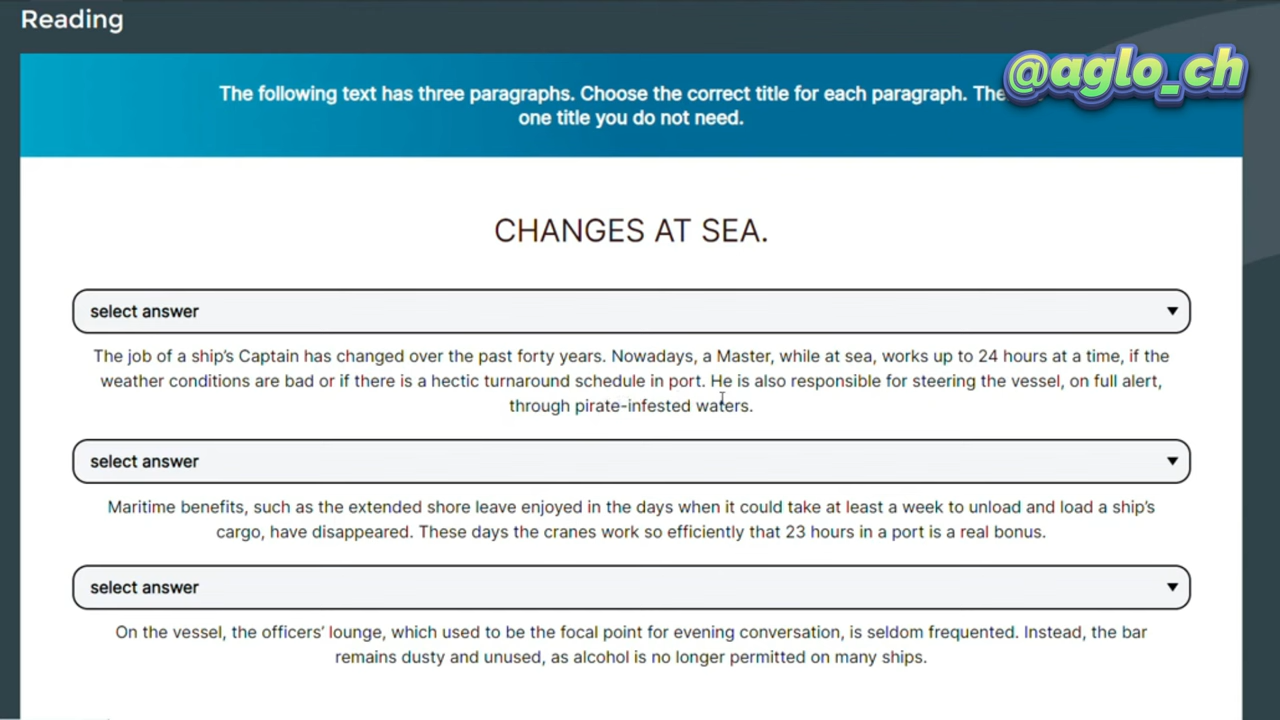 Reading
@aglo_ch
The following text has three paragraphs. Choose the correct title for each paragraph. The
one title you do not need.
CHANGES AT SEA.
select answer
The job of a ship's Captain has changed over the past forty years. Nowadays, a Master, while at sea, works up to 24 hours at a time, if the
weather conditions are bad or if there is a hectic turnaround schedule in port. He is also responsible for steering the vessel, on full alert,
through pirate-infested waters.
select answer
Maritime benefits, such as the extended shore leave enjoyed in the days when it could take at least a week to unload and load a ship's
cargo, have disappeared. These days the cranes work so efficiently that 23 hours in a port is a real bonus.
select answer
On the vessel, the officers' lounge, which used to be the focal point for evening conversation, is seldom frequented. Instead, the bar
remains dusty and unused, as alcohol is no longer permitted on many ships.